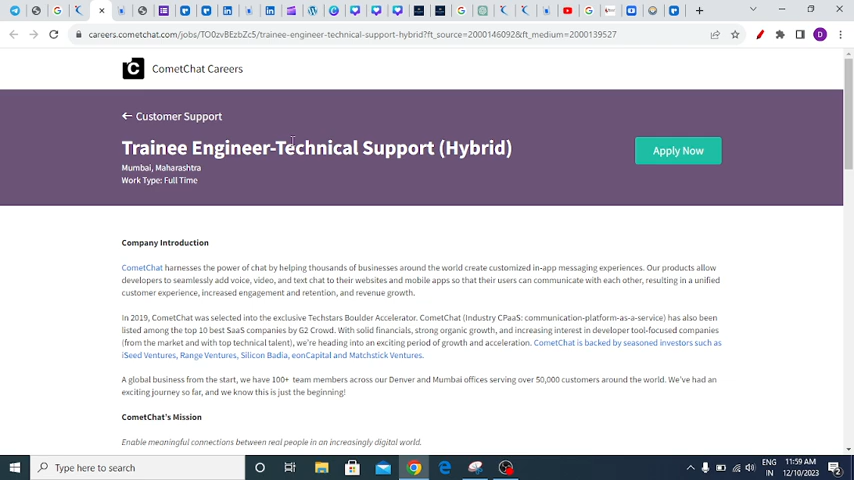 careers.cometchat.com/jobs/TO0zvBEzbZc5/trainee-engineer-technical-support-hybrid?ft_source=2000146092&ft_medium=2000139527
CometChat Careers
← Customer Support
Trainee Engineer-Technical Support (Hybrid)
Apply Now
Mumbai, Maharashtra
Work Type: Full Time
Company Introduction
CometChat harnesses the power of chat by helping thousands of businesses around the world create customized in-app messaging experiences. Our products allow
developers to seamlessly add voice, video, and text chat to their websites and mobile apps so that their users can communicate with each other, resulting in a unified
customer experience, increased engagement and retention, and revenue growth.
In 2019, CometChat was selected into the exclusive Techstars Boulder Accelerator. CometChat (Industry CPaaS: communication-platform-as-a-service) has also been
listed among the top 10 best SaaS companies by G2 Crowd. With solid financials, strong organic growth, and increasing interest in developer tool-focused companies
(from the market and with top technical talent), we're heading into an exciting period of growth and acceleration. CometChat is backed by seasoned investors such as
iSeed Ventures, Range Ventures, Silicon Badia, eonCapital and Matchstick Ventures.
A global business from the start, we have 100+ team members across our Denver and Mumbai offices serving over 50,000 customers around the world. We've had an
exciting journey so far, and we know this is just the beginning!
CometChat's Mission
Enable meaningful connections between real people in an increasingly digital world.
Type here to search
ENG
IN
11:59 AM
12/10/2023
2